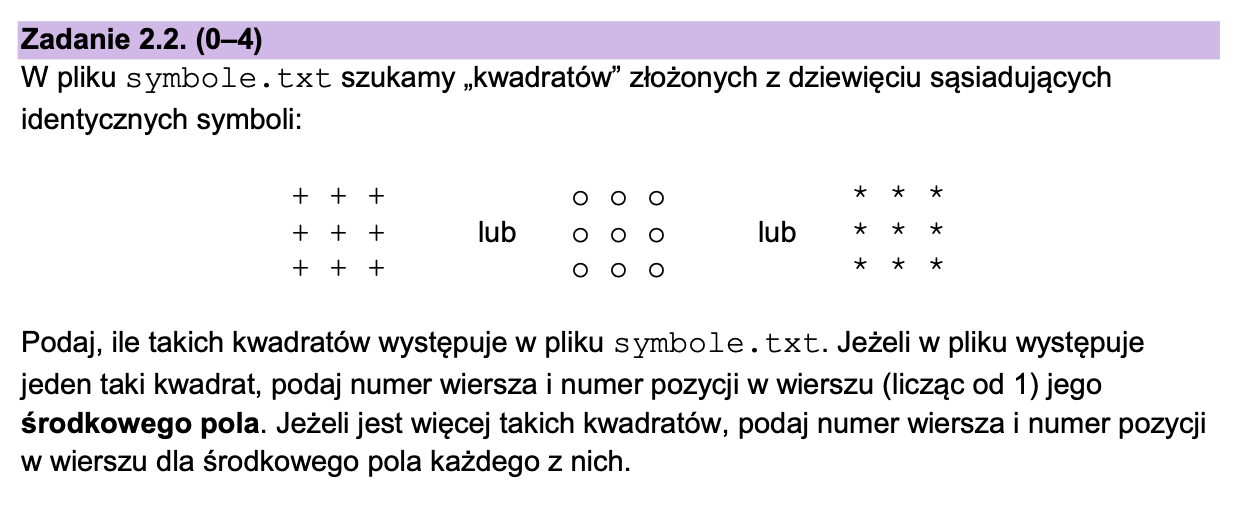 Zadanie 2.2. (0–4)
W pliku symbole.txt szukamy „kwadratów” złożonych z dziewięciu sąsiadujących
identycznych symboli:
+ + + o o o * * *
+ + + lub o o o lub * * *
+ + + o o o * * *
Podaj, ile takich kwadratów występuje w pliku symbole.txt. Jeżeli w pliku występuje
jeden taki kwadrat, podaj numer wiersza i numer pozycji w wierszu (licząc od 1) jego
środkowego pola. Jeżeli jest więcej takich kwadratów, podaj numer wiersza i numer pozycji
w wierszu dla środkowego pola każdego z nich.